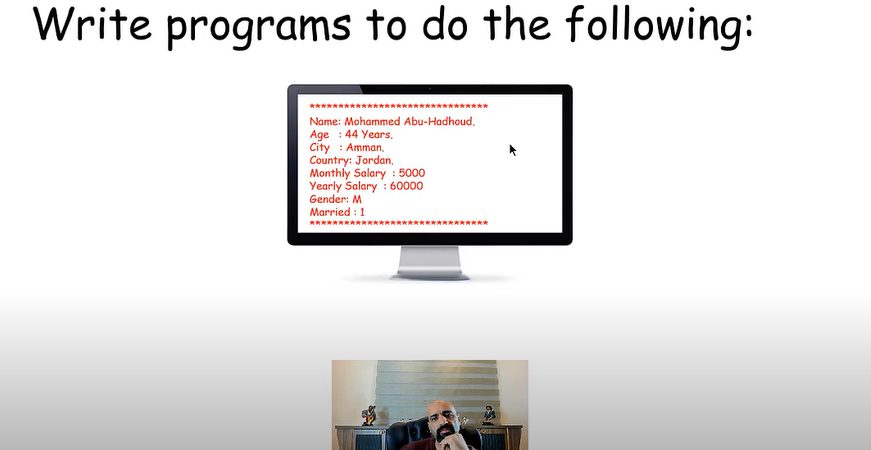 Write programs to do the following:
*******************************
Name: Mohammed Abu-Hadhoud.
Age : 44 Years.
City : Amman.
Country: Jordan.
Monthly Salary : 5000
Yearly Salary : 60000
Gender: M
Married : 1
*******************************